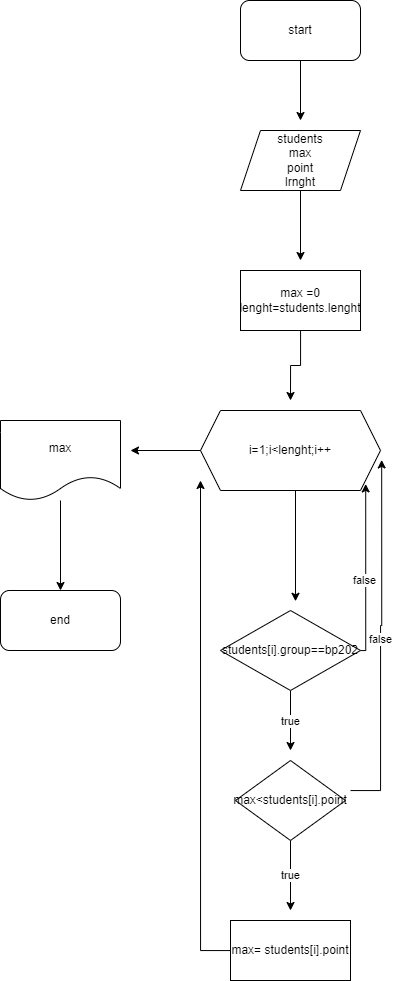 start
students
max
point
lrnght
max =0
lenght=students.lenght
i=1;i<lenght;i++
max
false
end
false
students[i].group==bp202
true
max<students[i].point
true
max= students[i].point